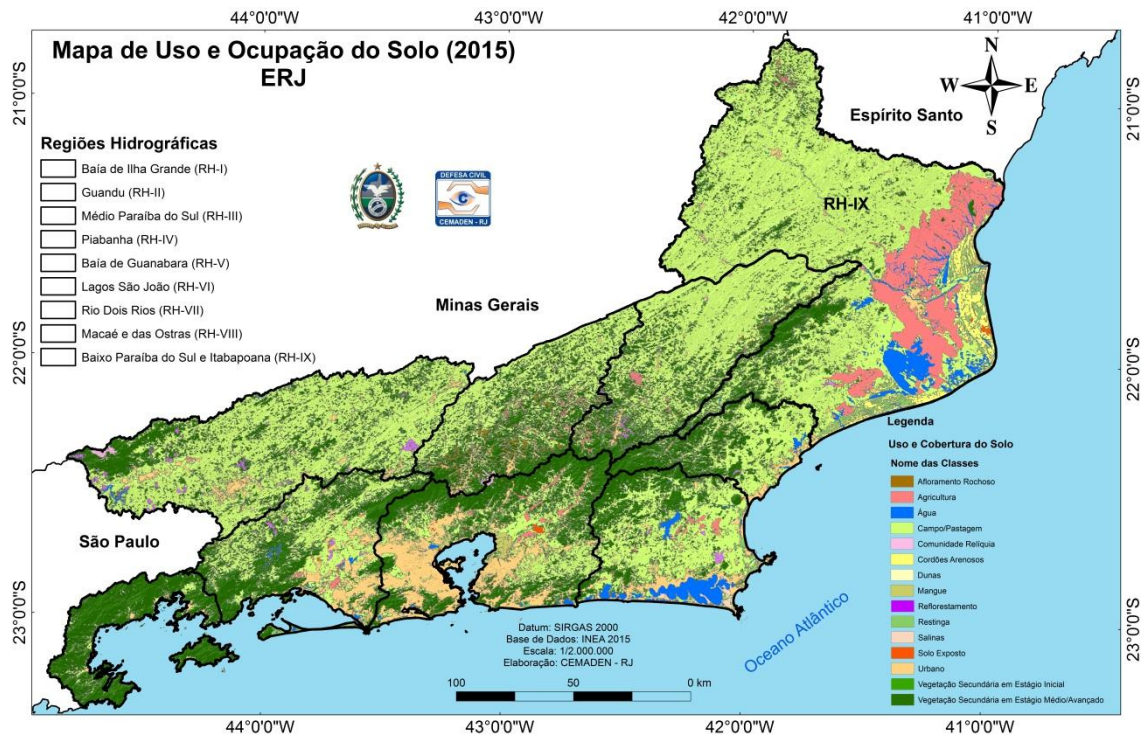 44°0'0"W
43°0'0"W
42°0'0"W
41°0'0"W
Mapa de Uso e Ocupação do Solo (2015)
ERJ
N
W
E
S
21°0'0"S
21°0'0"S
Espírito Santo
Regiões Hidrográficas
Baía de Ilha Grande (RH-I)
Guandu (RH-II)
Médio Paraíba do Sul (RH-III)
Piabanha (RH-IV)
Baía de Guanabara (RH-V)
Lagos São João (RH-VI)
Rio Dois Rios (RH-VII)
Macaé e das Ostras (RH-VIII)
Baixo Paraíba do Sul e Itabapoana (RH-IX)
DEFESA CIVIL
CEMADEN - RJ
RH-IX
Minas Gerais
22°0'0"S
22°0'0"S
São Paulo
23°0'0"S
23°0'0"S
Legenda
Uso e Cobertura do Solo
Nome das Classes
Afloramento Rochoso
Agricultura
Água
Campo/Pastagem
Comunidade Relíquia
Cordões Arenosos
Dunas
Mangue
Reflorestamento
Restinga
Salinas
Solo Exposto
Urbano
Vegetação Secundária em Estágio Inicial
Vegetação Secundária em Estágio Médio/Avançado
Oceano Atlântico
Datum: SIRGAS 2000
Base de Dados: INEA 2015
Escala: 1/2.000.000
Elaboração: CEMADEN - RJ
100
50
0 km
44°0'0"W
43°0'0"W
42°0'0"W
41°0'0"W